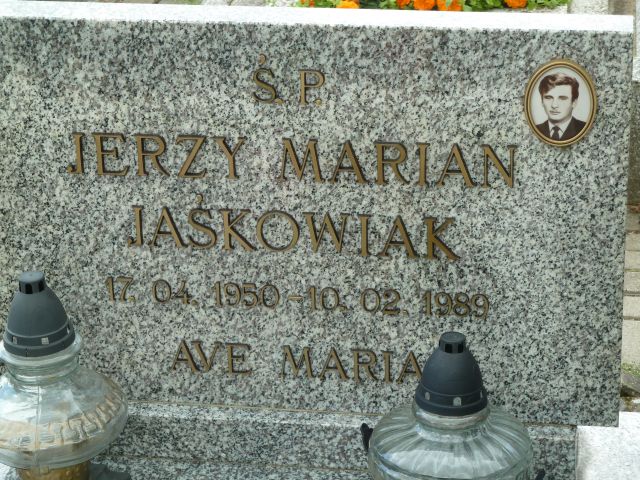 Ś. P.
JERZY MARIAN
JAŚKOWIAK
17. 04. 1950 - 10. 02. 1989
AVE MARIA